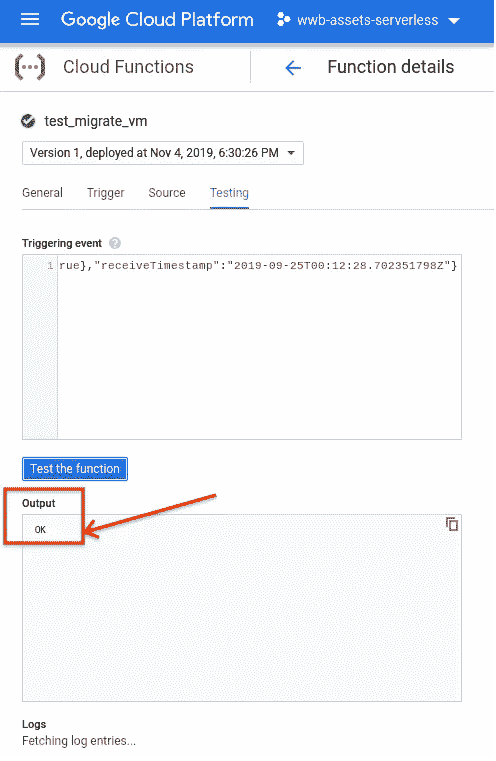 Google Cloud Platform wwb-assets-serverless
Cloud Functions Function details
test_migrate_vm
Version 1, deployed at Nov 4, 2019, 6:30:26 PM
General Trigger Source Testing
Triggering event ?
1 rue},"receiveTimestamp":"2019-09-25T00:12:28.702351798Z"}
Test the function
Output
OK
Logs
Fetching log entries...